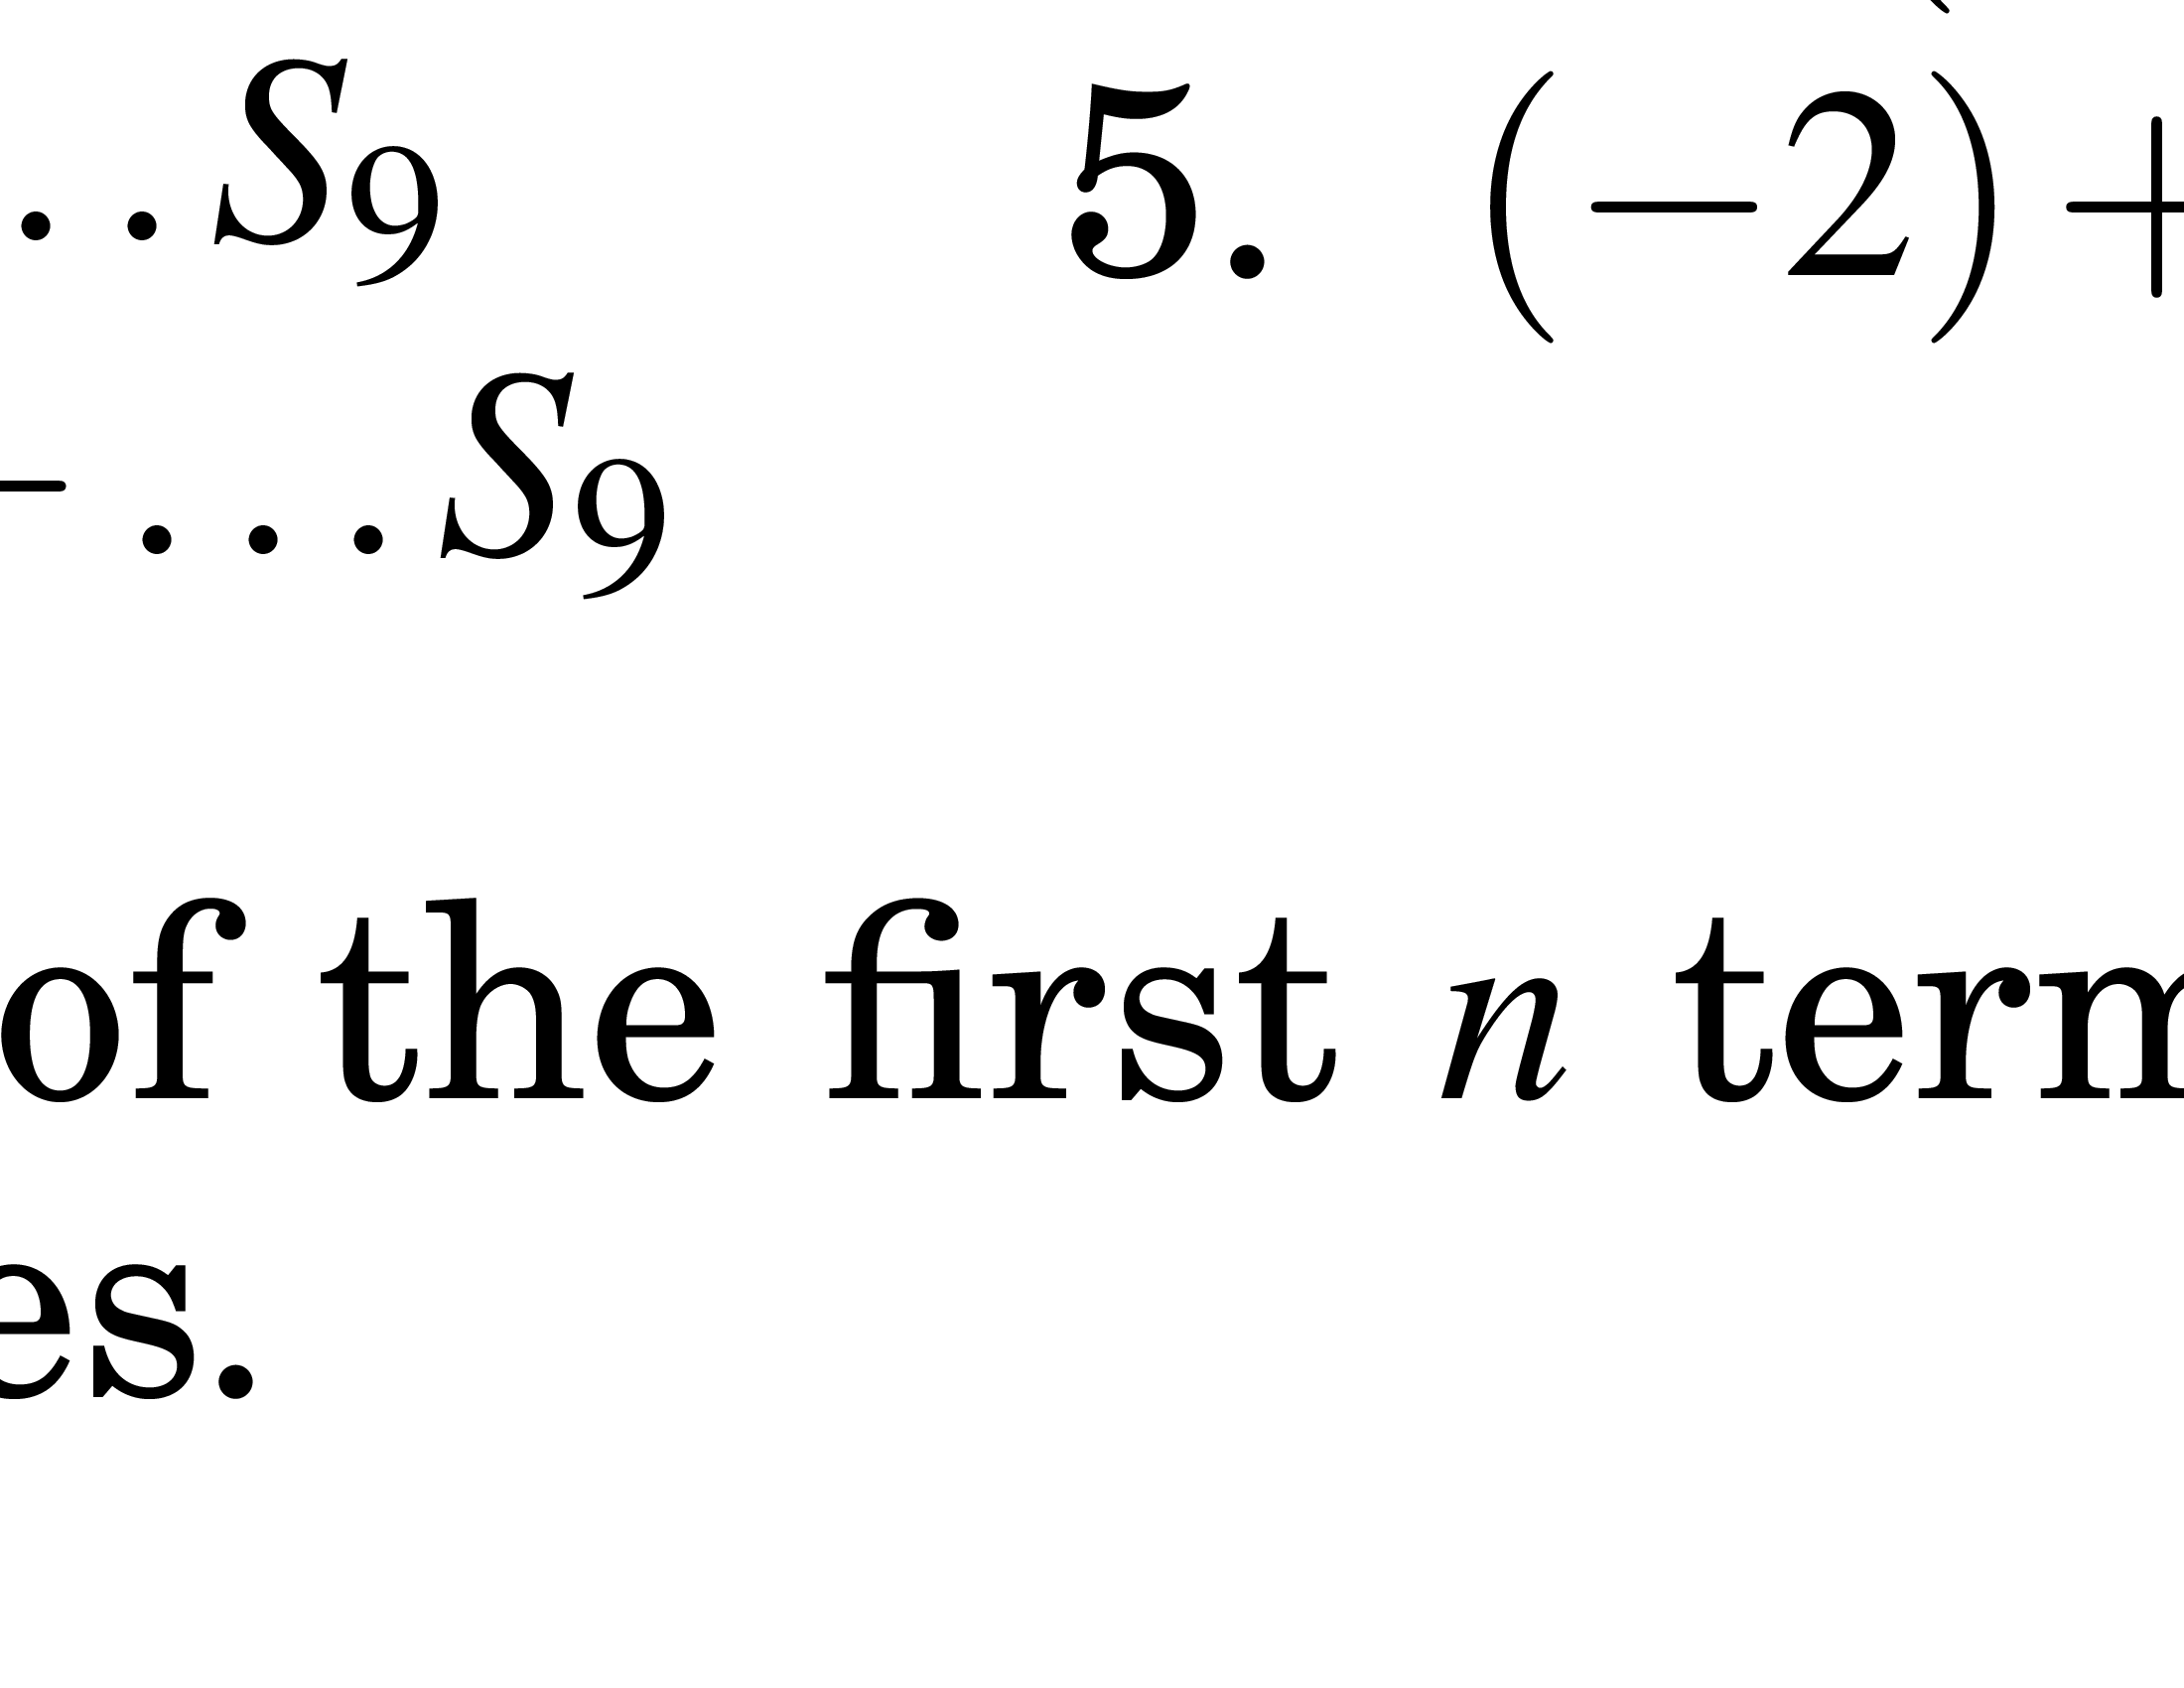 . . S₉ 5. (−2) +
− . . . S₉
of the first n term
es.